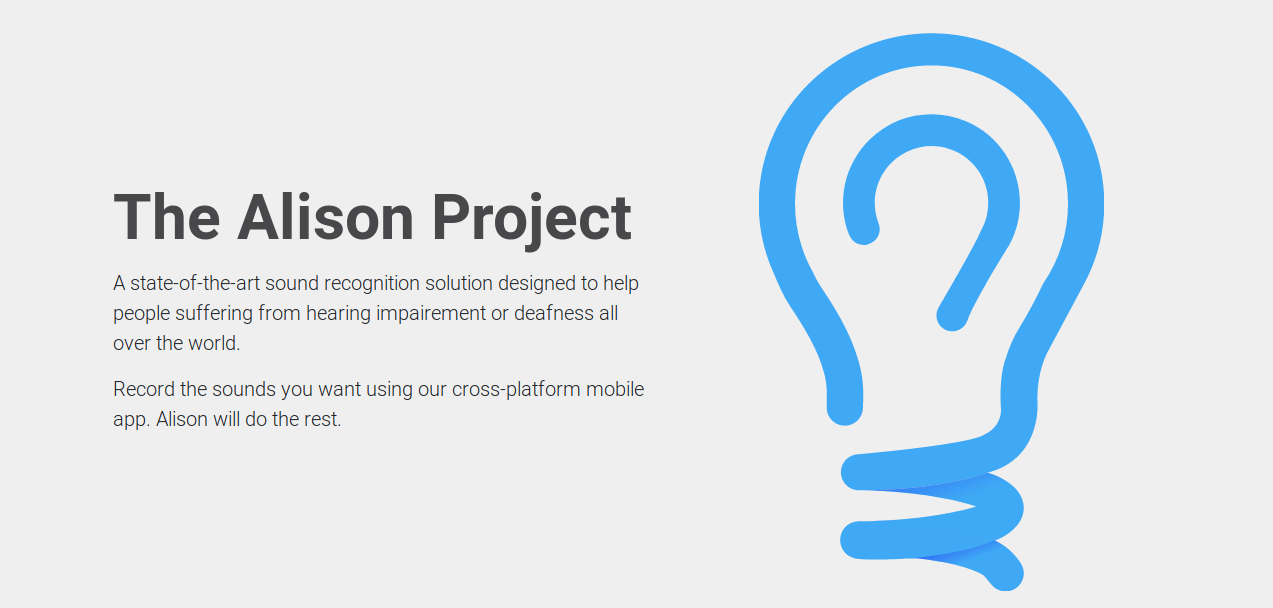 The Alison Project
A state-of-the-art sound recognition solution designed to help
people suffering from hearing impairement or deafness all
over the world.
Record the sounds you want using our cross-platform mobile
app. Alison will do the rest.